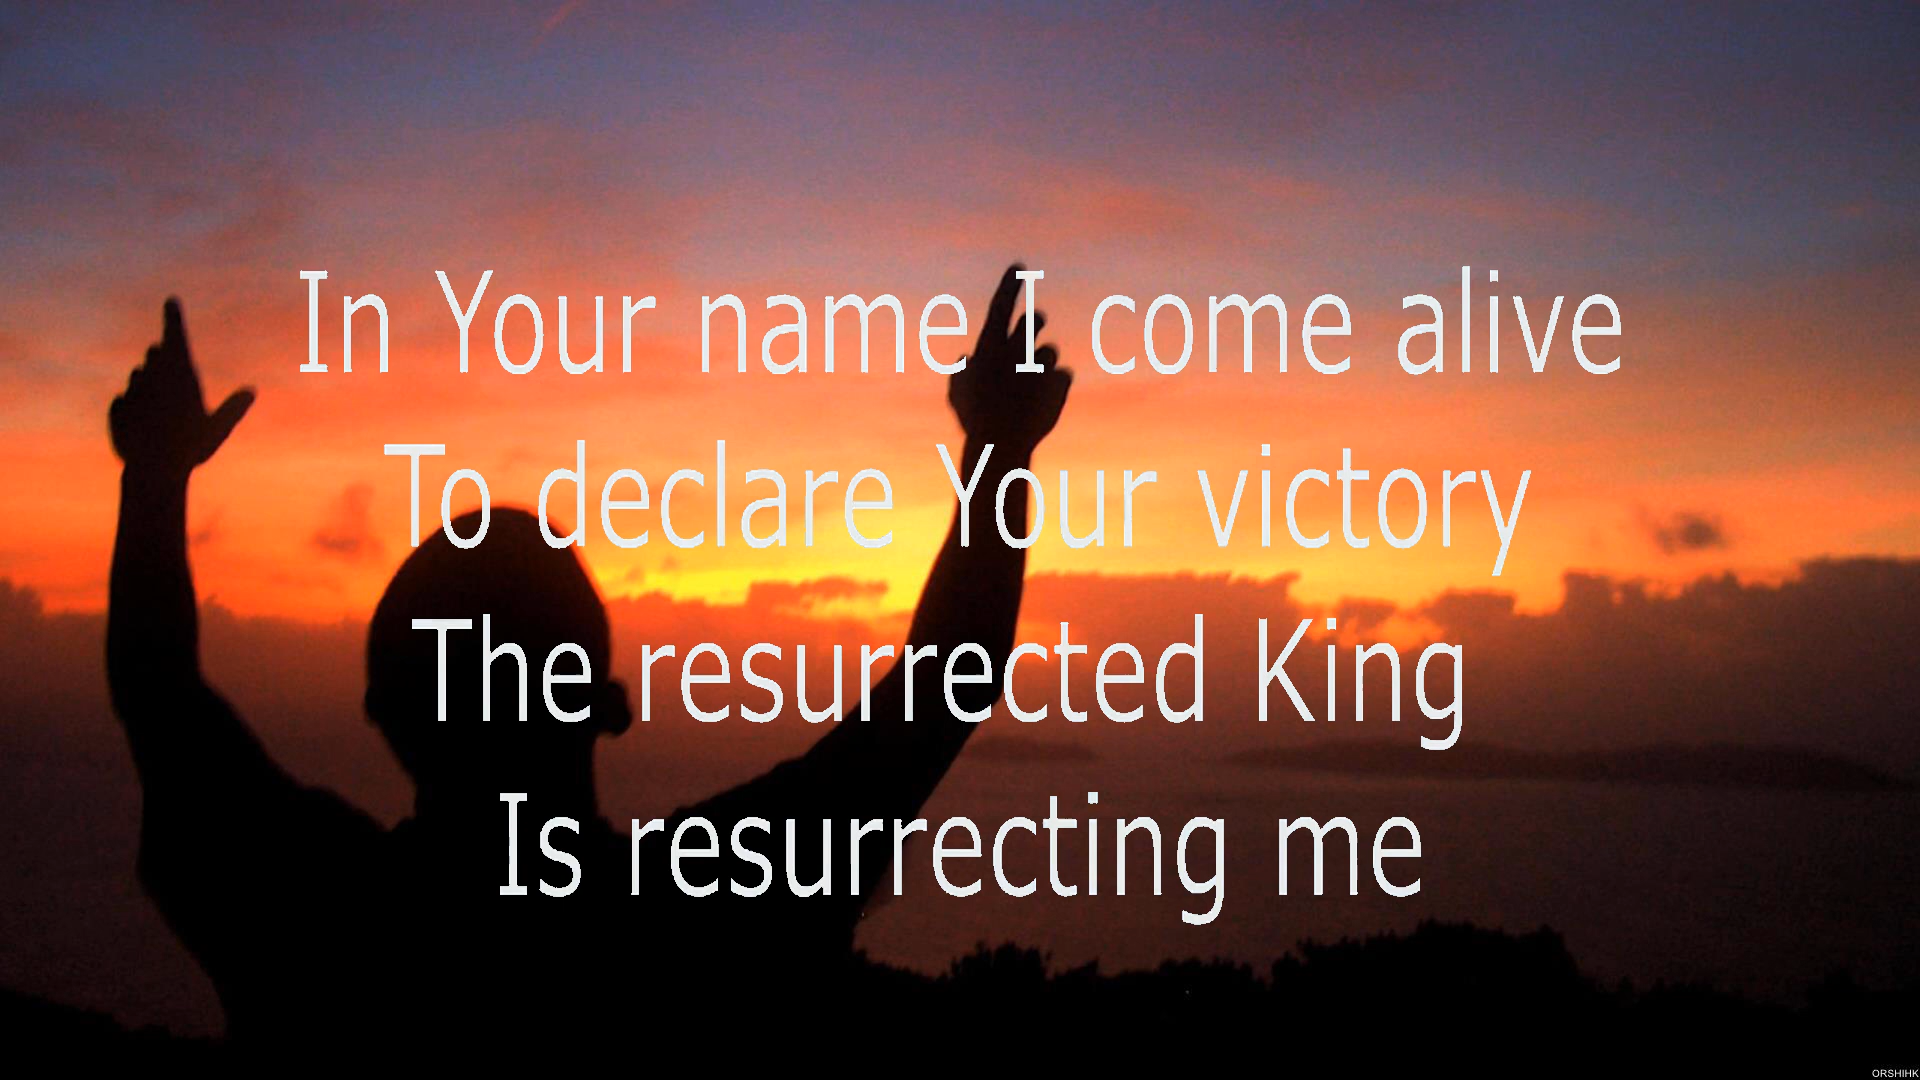 In Your name I come alive
To declare Your victory
The resurrected King
Is resurrecting me
ORSHIHK